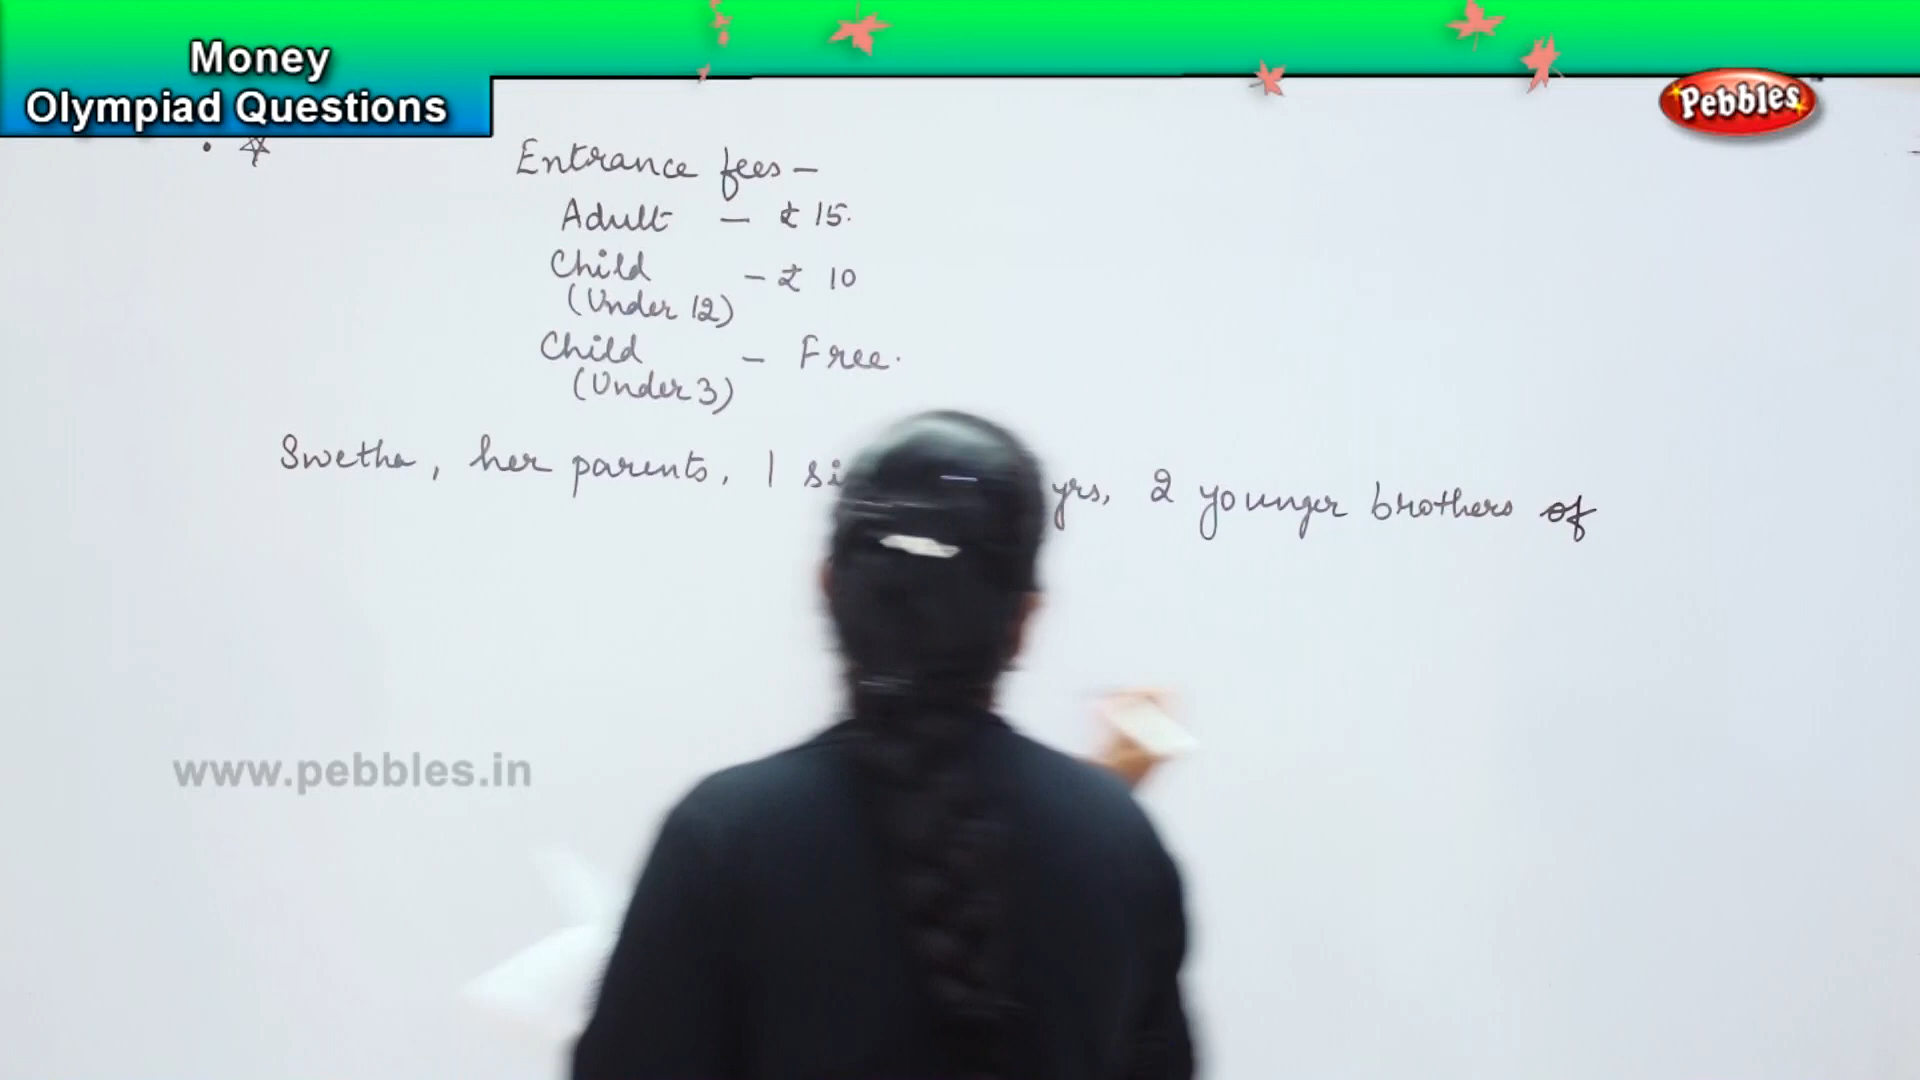 Money
Olympiad Questions
Pebbles
Entrance fees -
Adult - ₹ 15.
Child - ₹ 10
(Under 12)
Child - Free.
(Under 3)
Swetha, her parents, 1 yrs, 2 younger brothers of
www.pebbles.in